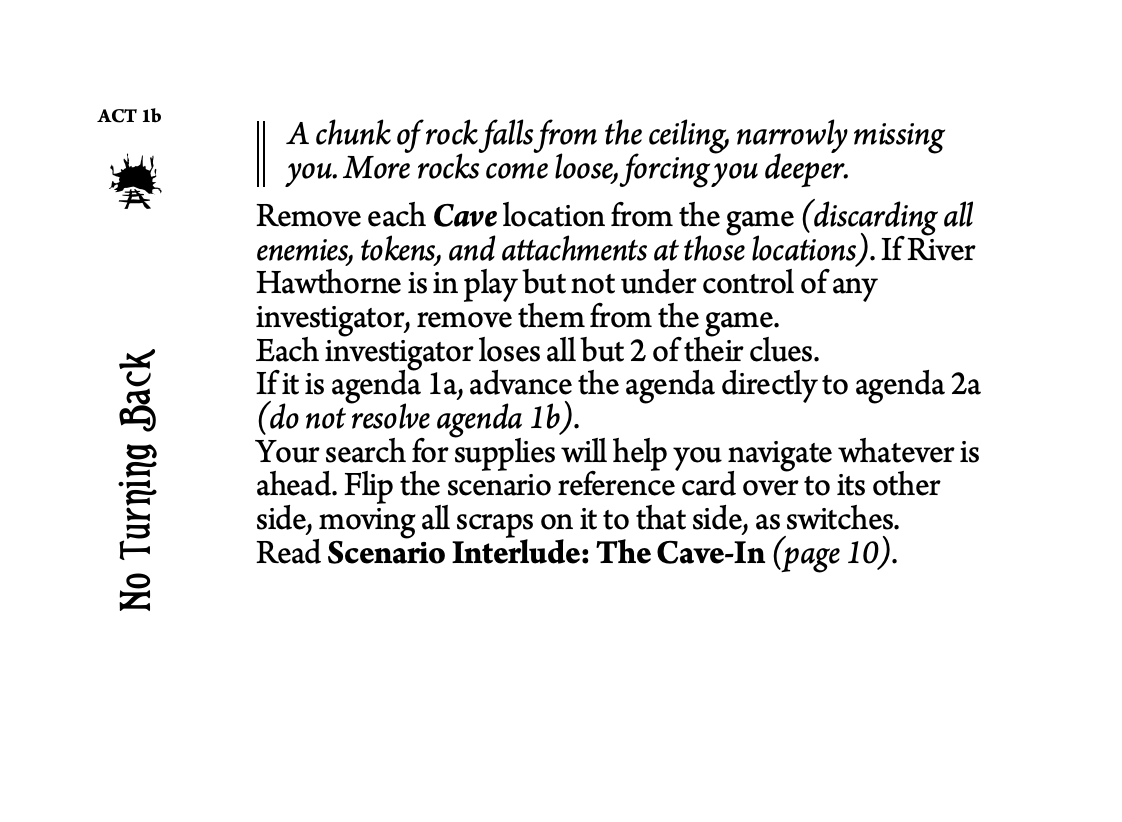 ACT 1b
No Turning Back
A chunk of rock falls from the ceiling, narrowly missing
you. More rocks come loose, forcing you deeper.
Remove each Cave location from the game (discarding all
enemies, tokens, and attachments at those locations). If River
Hawthorne is in play but not under control of any
investigator, remove them from the game.
Each investigator loses all but 2 of their clues.
If it is agenda 1a, advance the agenda directly to agenda 2a
(do not resolve agenda 1b).
Your search for supplies will help you navigate whatever is
ahead. Flip the scenario reference card over to its other
side, moving all scraps on it to that side, as switches.
Read Scenario Interlude: The Cave-In (page 10).